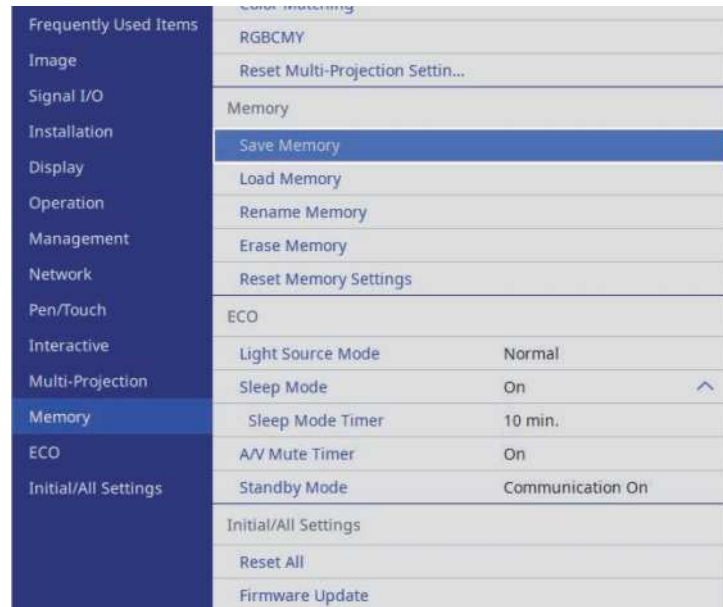 Frequently Used Items
Image
Signal I/O
Installation
Display
Operation
Management
Network
Pen/Touch
Interactive
Multi-Projection
Memory
ECO
Initial/All Settings
Color Matching
RGBCMY
Reset Multi-Projection Settin...
Memory
Save Memory
Load Memory
Rename Memory
Erase Memory
Reset Memory Settings
ECO
Light Source Mode Normal
Sleep Mode On
Sleep Mode Timer 10 min.
A/V Mute Timer On
Standby Mode Communication On
Initial/All Settings
Reset All
Firmware Update